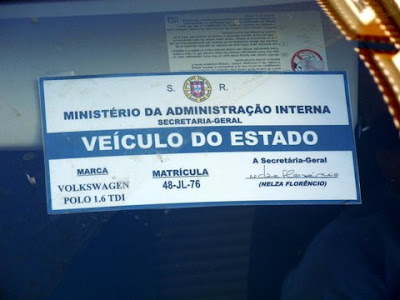 S. R.
MINISTÉRIO DA ADMINISTRAÇÃO INTERNA
SECRETARIA-GERAL
VEÍCULO DO ESTADO
MARCA MATRÍCULA A Secretária-Geral
VOLKSWAGEN 48-JL-76
POLO 1.6 TDI (NELZA FLORÊNCIO)